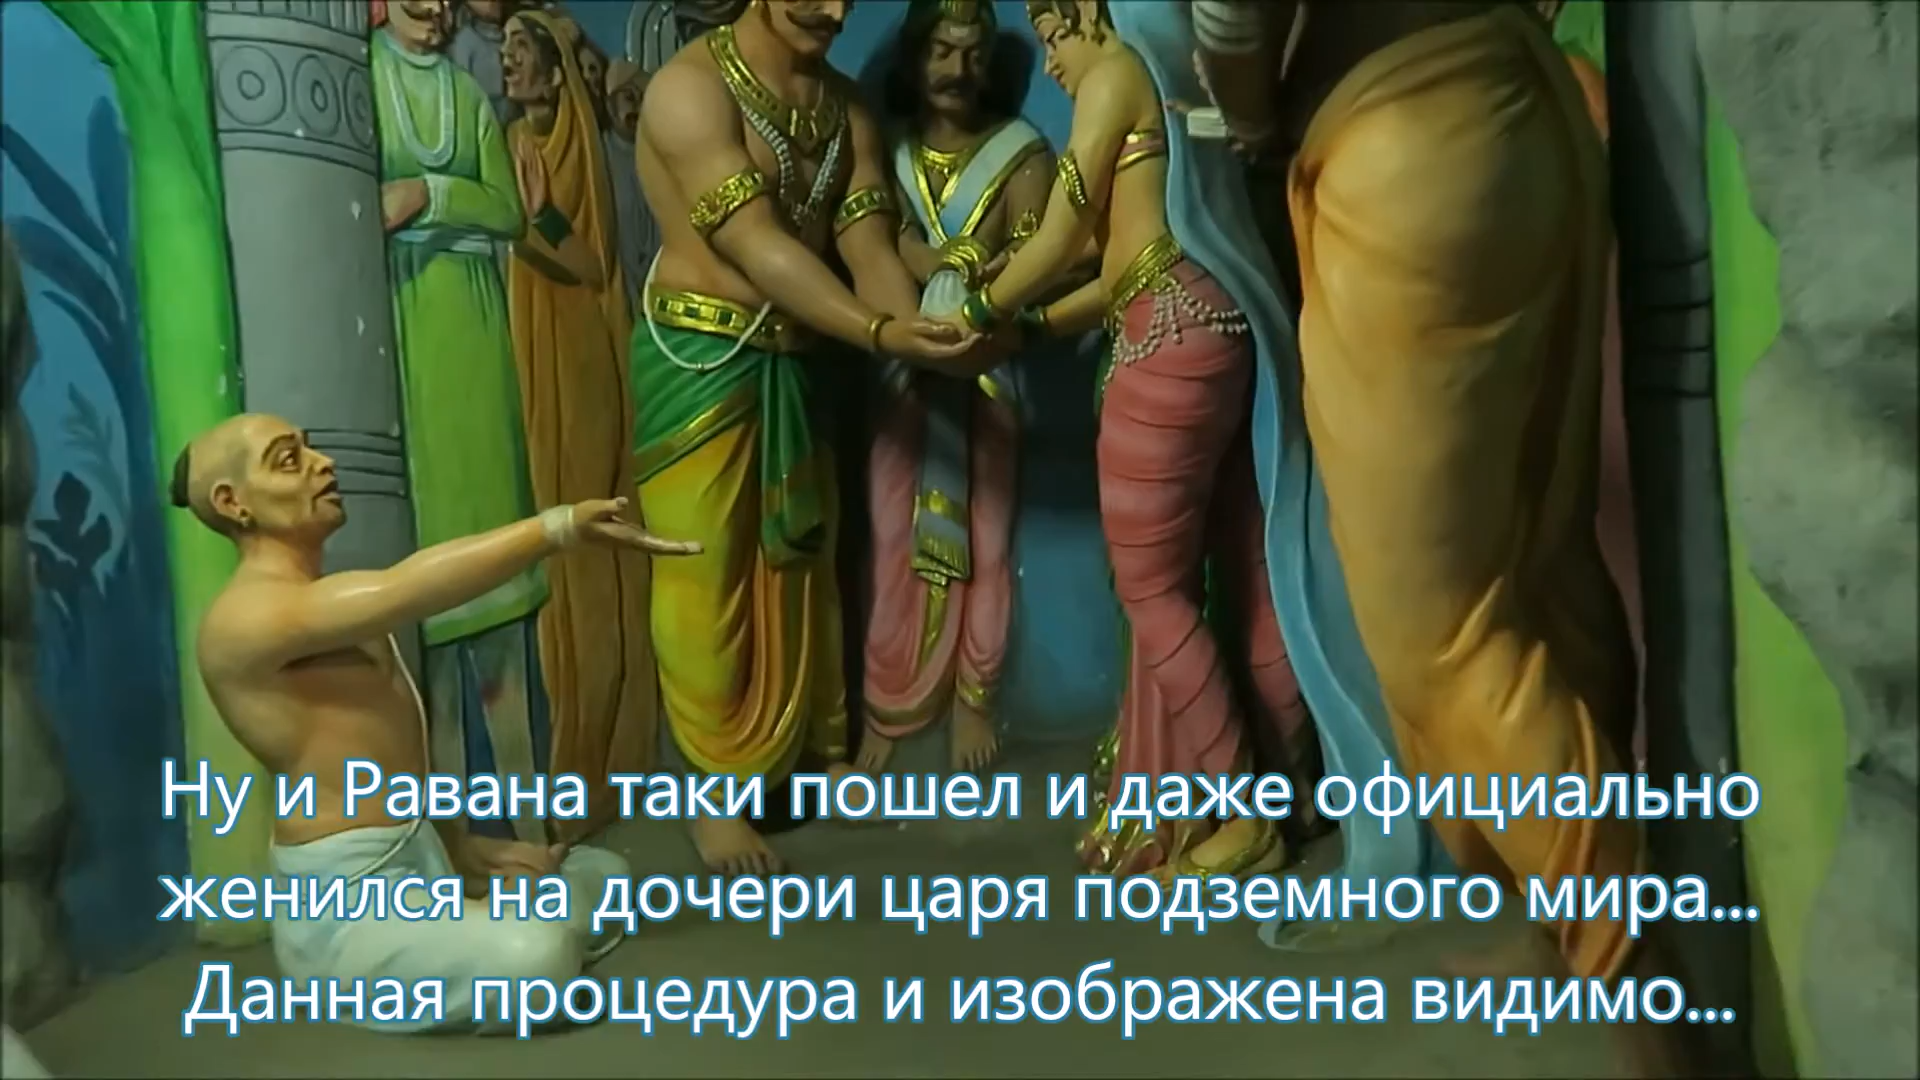 Ну и Равана таки пошел и даже официально
женился на дочери царя подземного мира...
Данная процедура и изображена видимо...